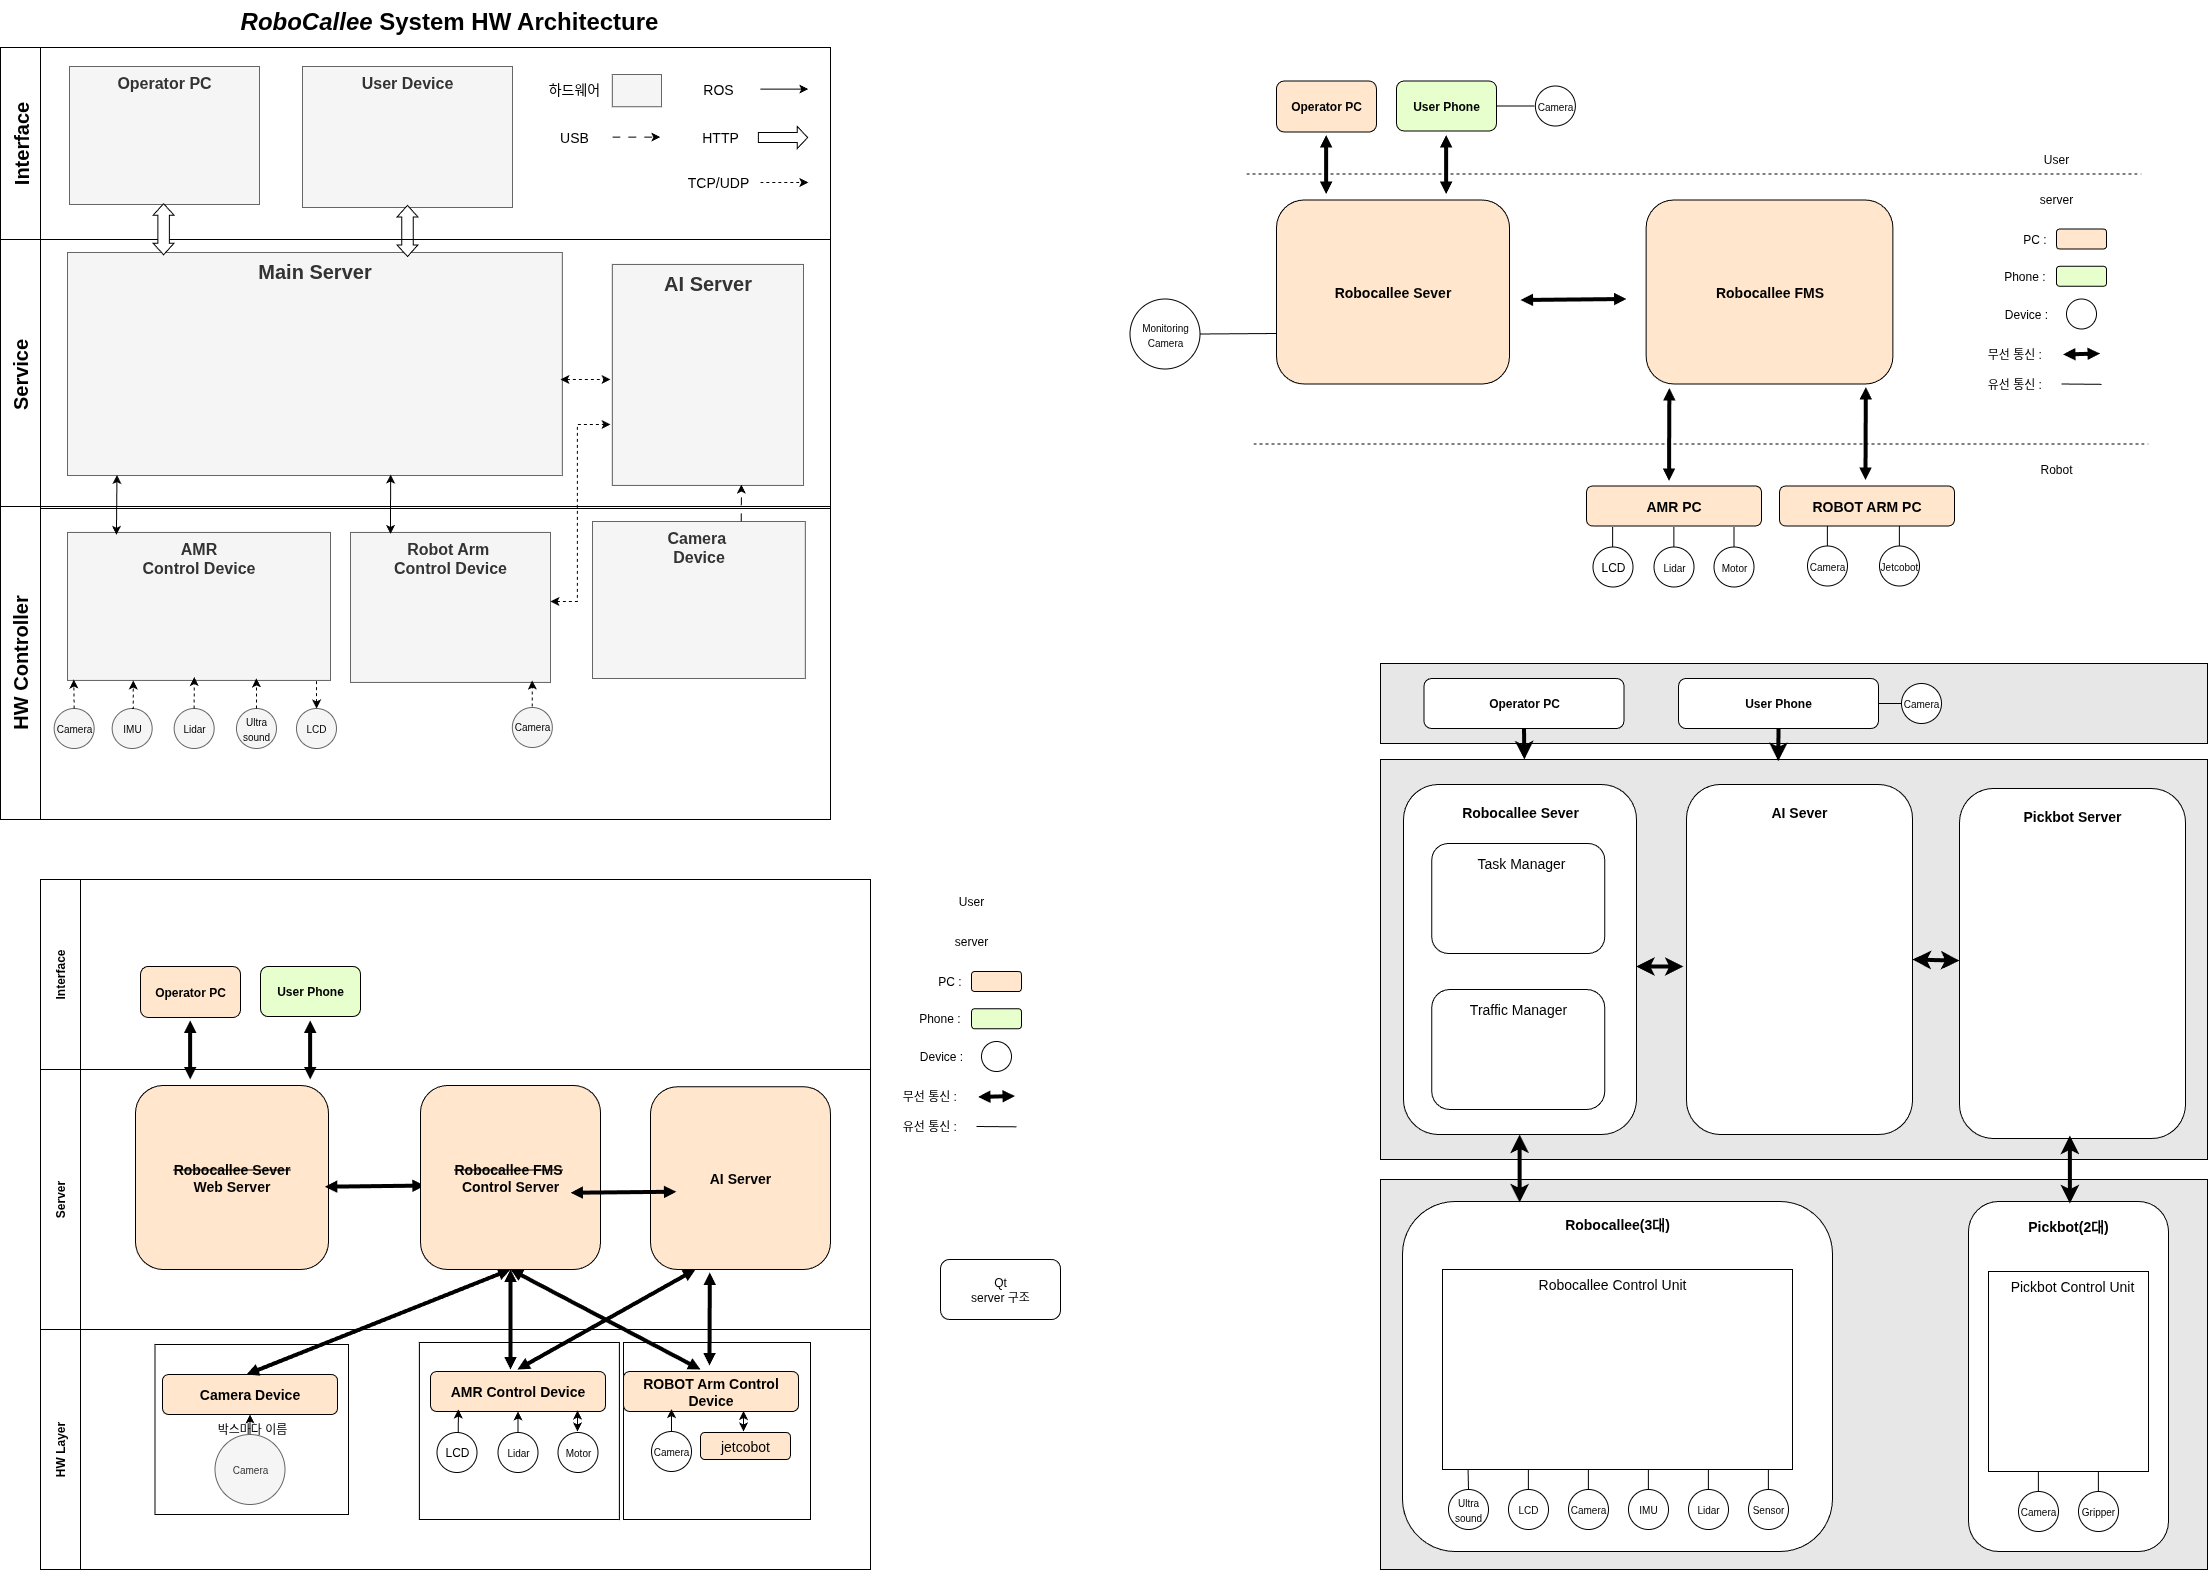 RoboCallee System HW Architecture
Interface
Operator PC
User Device
하드웨어
ROS
USB
HTTP
TCP/UDP
Service
Main Server
AI Server
HW Controller
AMR
Control Device
Robot Arm
Control Device
Camera
Device
Camera
IMU
Lidar
Ultra
sound
LCD
Camera
Operator PC
User Phone
Camera
User
server
PC :
Phone :
Device :
무선 통신 :
유선 통신 :
Robocallee Sever
Robocallee FMS
Monitoring
Camera
Robot
AMR PC
ROBOT ARM PC
LCD
Lidar
Motor
Camera
Jetcobot
Interface
Operator PC
User Phone
Server
Robocallee Sever
Web Server
Robocallee FMS
Control Server
AI Server
HW Layer
Camera Device
박스마다 이름
Camera
AMR Control Device
LCD
Lidar
Motor
ROBOT Arm Control
Device
Camera
jetcobot
User
server
PC :
Phone :
Device :
무선 통신 :
유선 통신 :
Qt
server 구조
Operator PC
User Phone
Camera
Robocallee Sever
Task Manager
Traffic Manager
AI Sever
Pickbot Server
Robocallee(3대)
Robocallee Control Unit
Ultra
sound
LCD
Camera
IMU
Lidar
Sensor
Pickbot(2대)
Pickbot Control Unit
Camera
Gripper